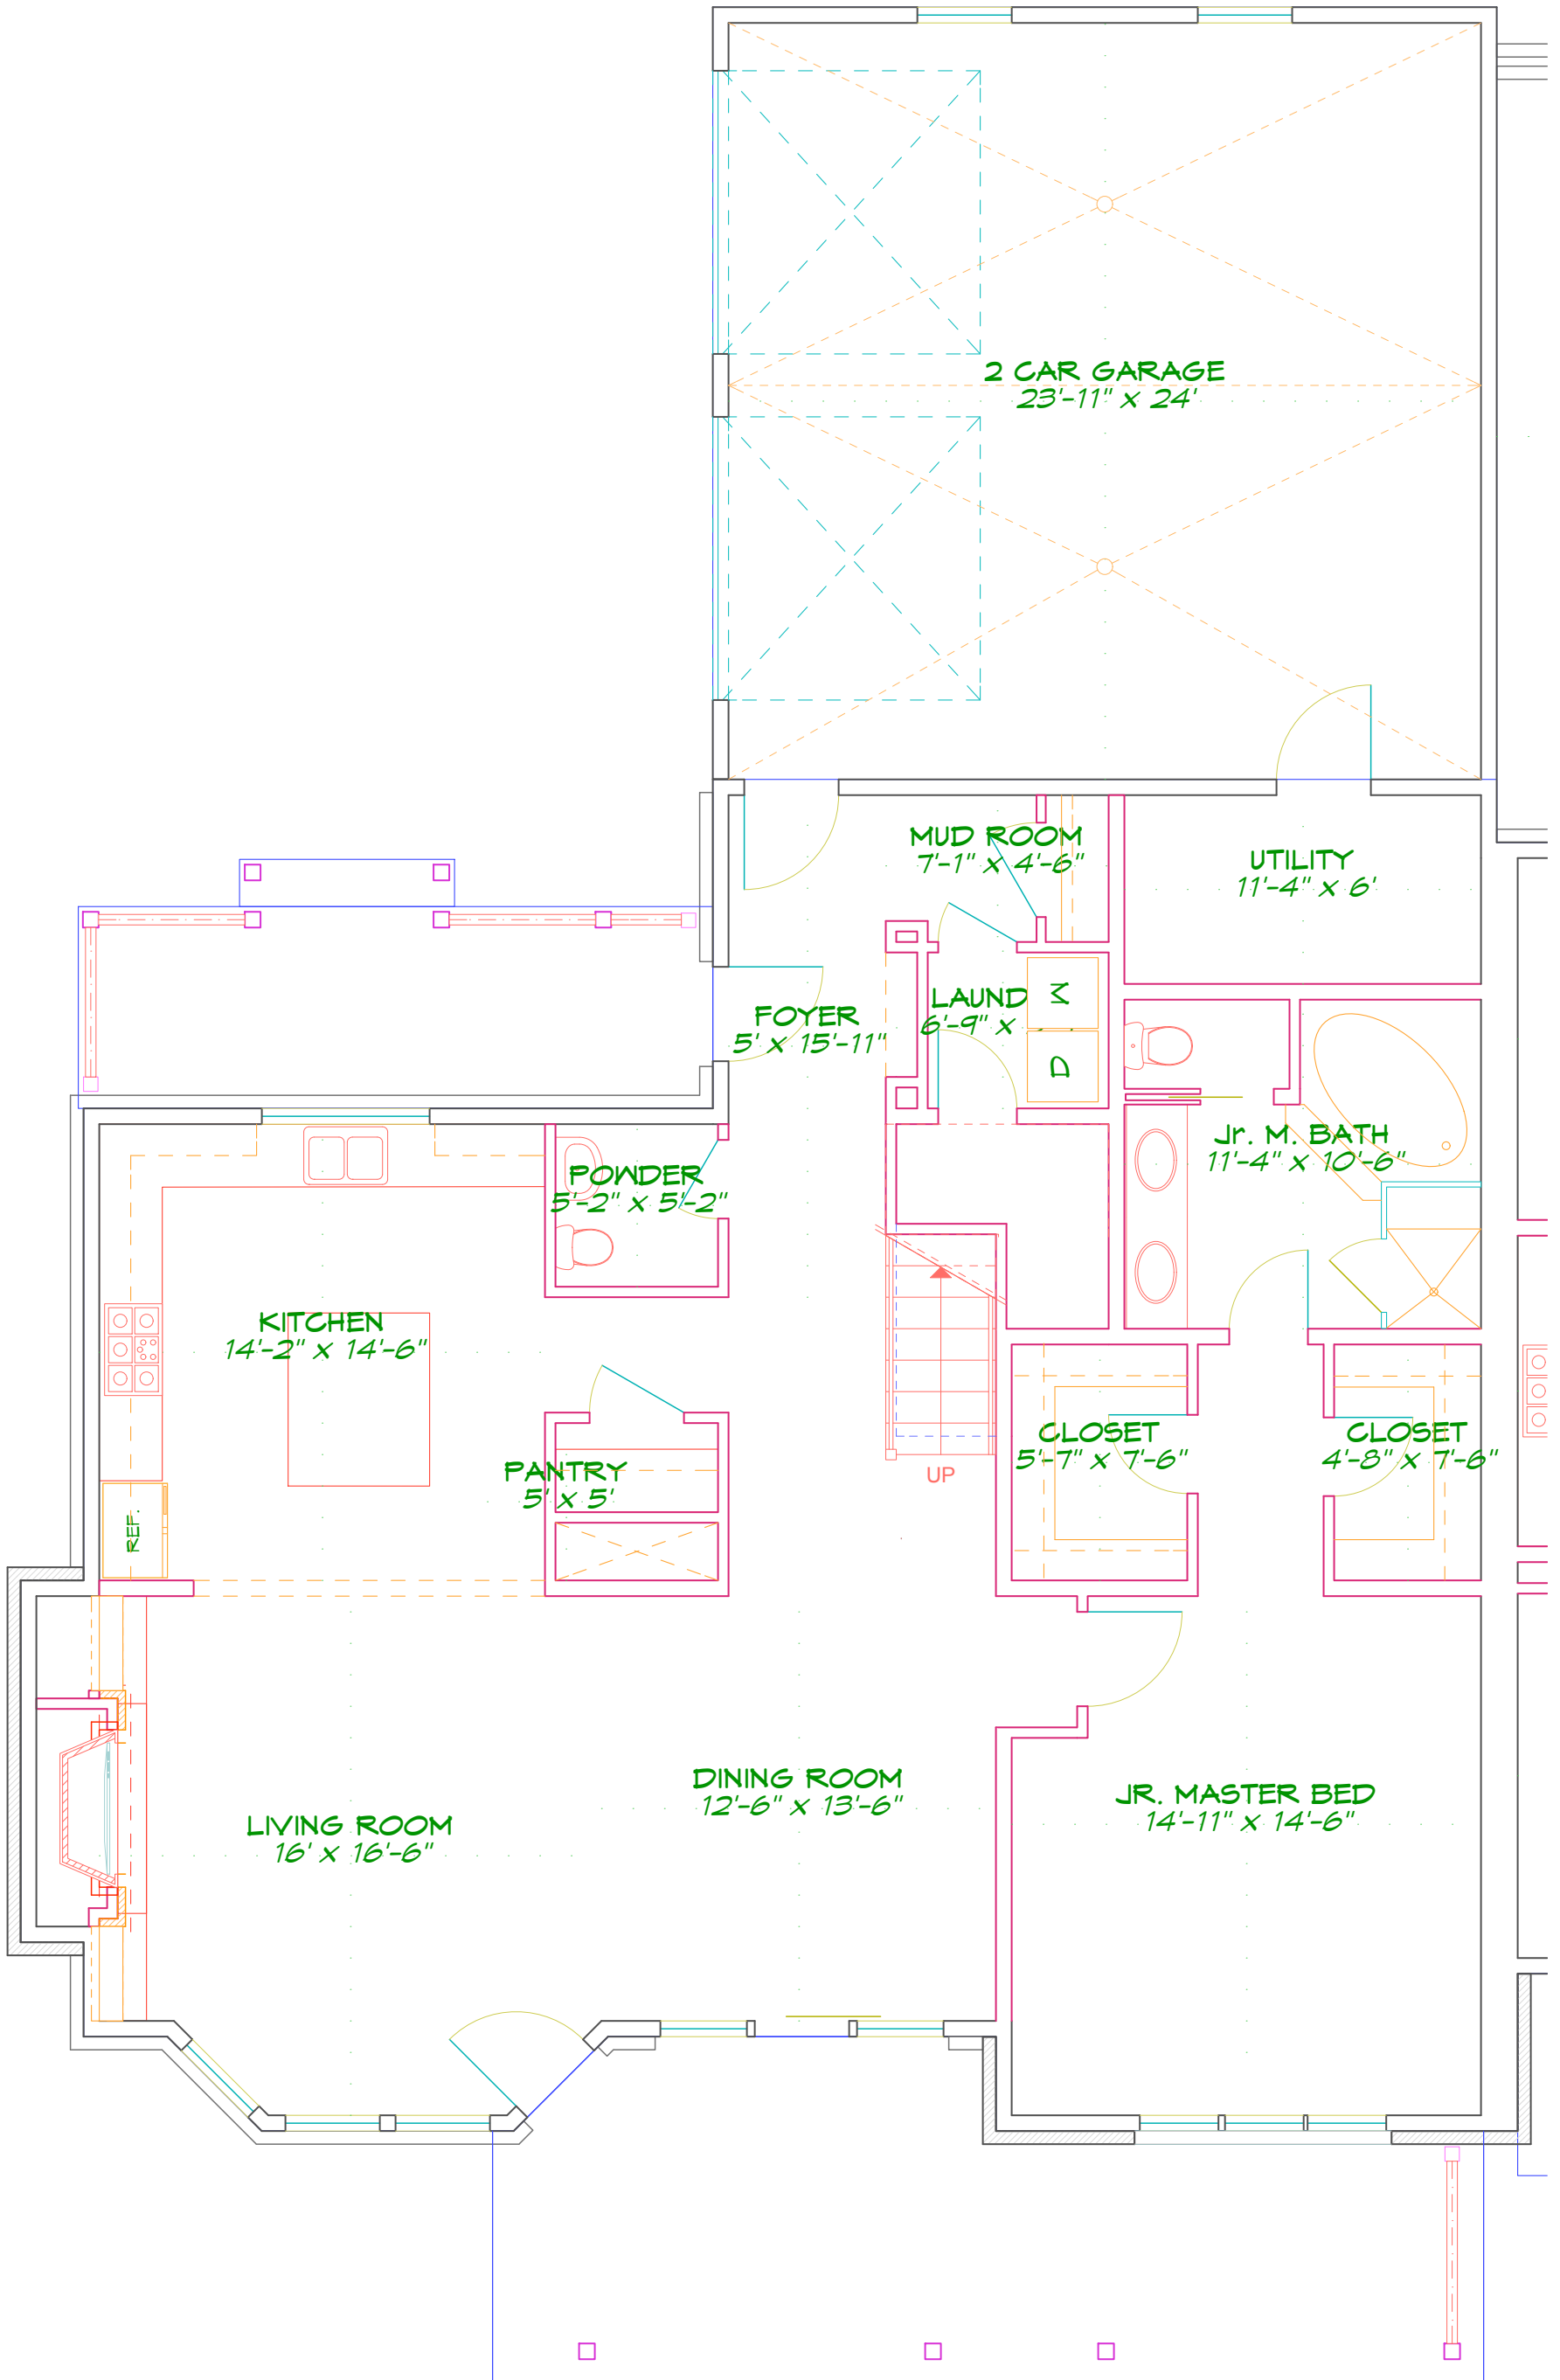 2 CAR GARAGE
23'-11" x 24'
MUD ROOM
7'-1" x 4'-6"
UTILITY
11'-4" x 6'
LAUND
6'-9" x
W
D
FOYER
5' x 15'-11"
Jr. M. BATH
11'-4" x 10'-6"
POWDER
5'-2" x 5'-2"
KITCHEN
14'-2" x 14'-6"
CLOSET
5'-7" x 7'-6"
CLOSET
4'-8" x 7'-6"
UP
PANTRY
5' x 5'
REF.
DINING ROOM
12'-6" x 13'-6"
JR. MASTER BED
14'-11" x 14'-6"
LIVING ROOM
16' x 16'-6"